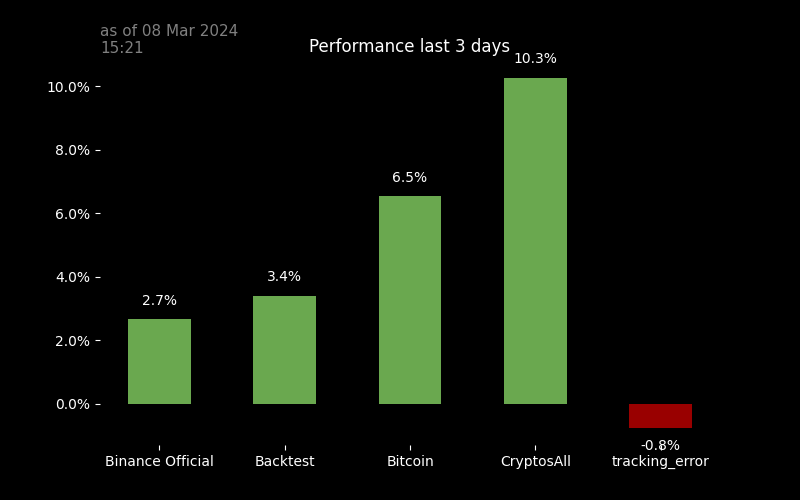 as of 08 Mar 2024
15:21
Performance last 3 days
10.3%
10.0%
8.0%
6.5%
6.0%
4.0%
3.4%
2.7%
2.0%
0.0%
-0.8%
Binance Official
Backtest
Bitcoin
CryptosAll
tracking_error